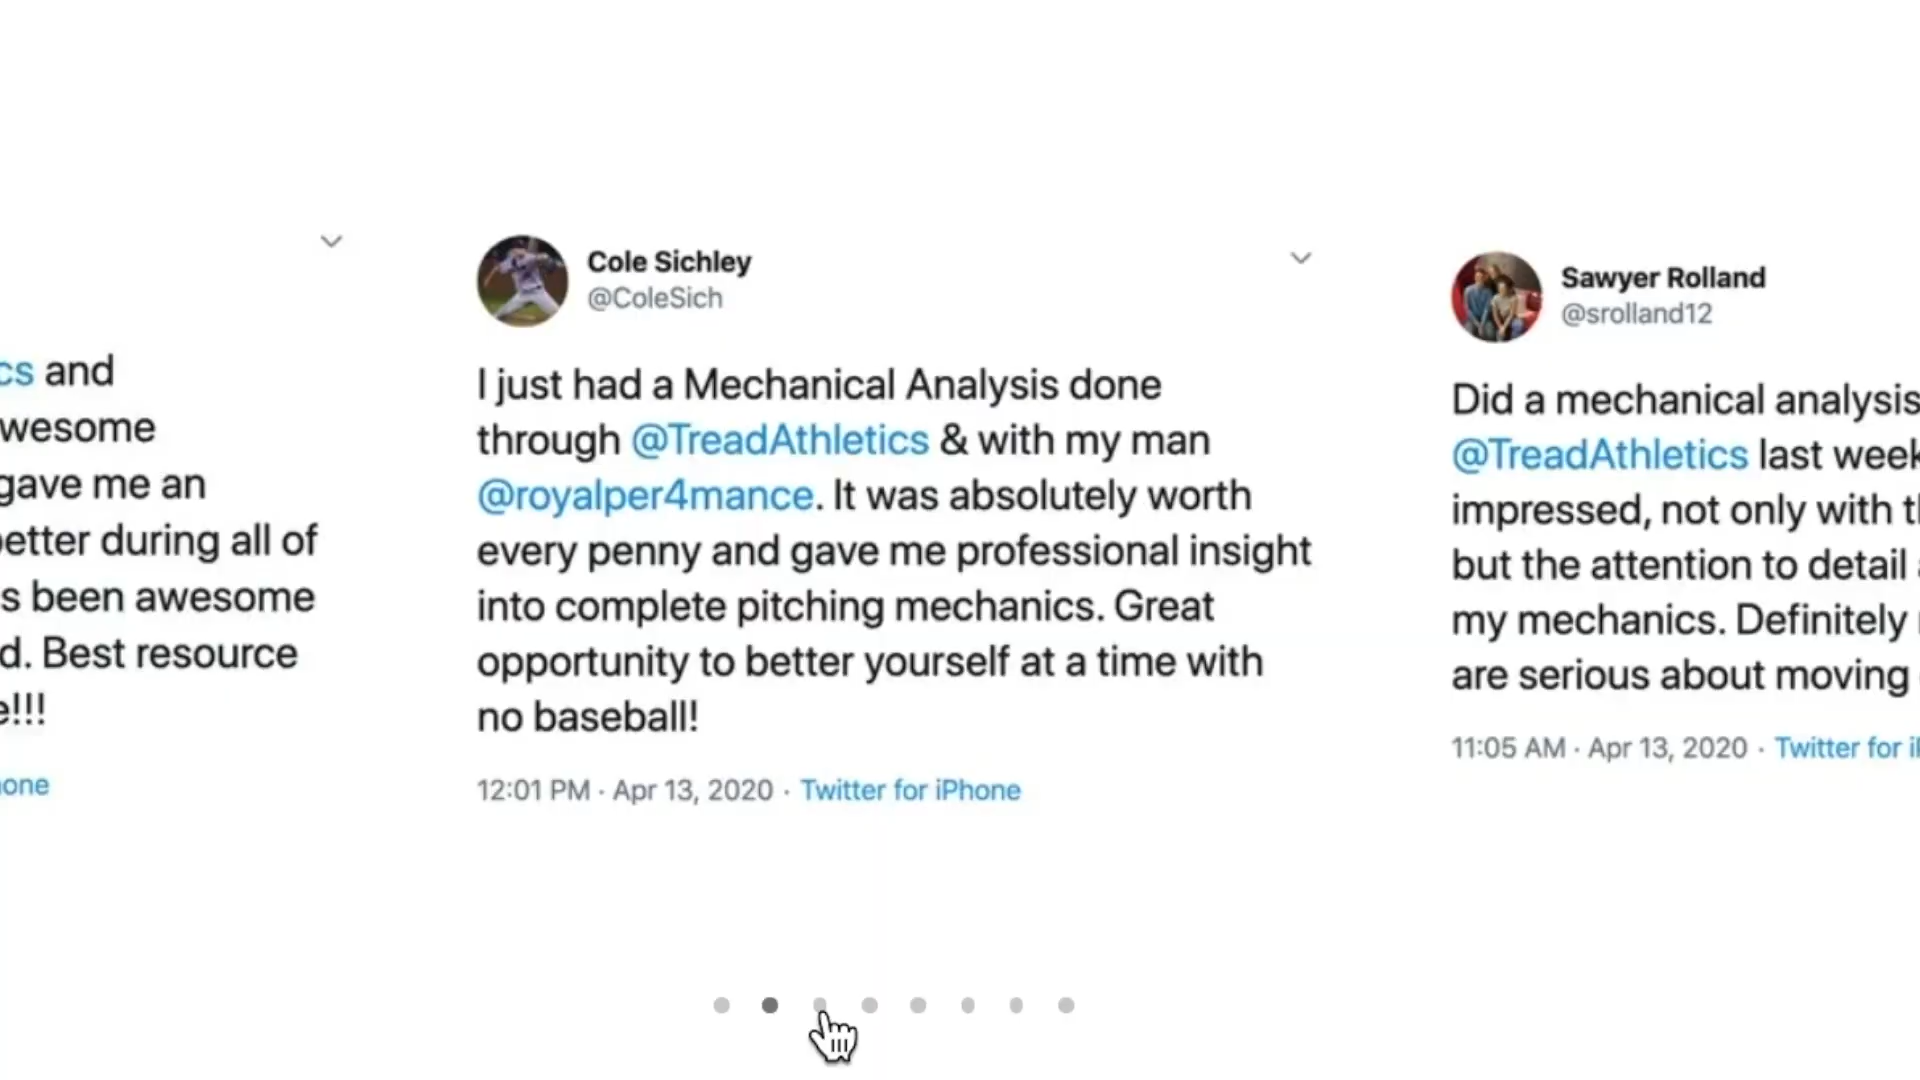 and
gave me an
better during all of
been awesome
Best resource
Cole Sichley
@ColeSich
I just had a Mechanical Analysis done
through @TreadAthletics & with my man
@royalper4mance. It was absolutely worth
every penny and gave me professional insight
into complete pitching mechanics. Great
opportunity to better yourself at a time with
no baseball!
12:01 PM · Apr 13, 2020 · Twitter for iPhone
Sawyer Rolland
@srolland12
Did a mechanical analysis
@TreadAthletics last week
impressed, not only with
but the attention to detail
my mechanics. Definitely
are serious about moving
11:05 AM · Apr 13, 2020 · Twitter for